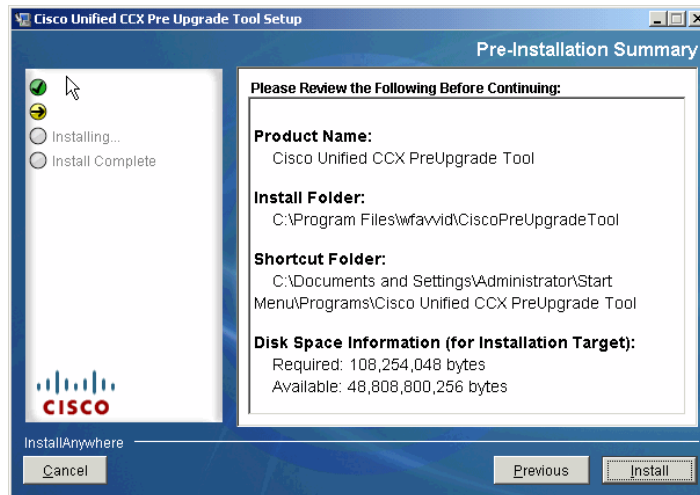 Cisco Unified CCX Pre Upgrade Tool Setup
Pre-Installation Summary
Installing...
Install Complete
Please Review the Following Before Continuing:
Product Name:
Cisco Unified CCX PreUpgrade Tool
Install Folder:
C:\Program Files\wfavvid\CiscoPreUpgradeTool
Shortcut Folder:
C:\Documents and Settings\Administrator\Start
Menu\Programs\Cisco Unified CCX PreUpgrade Tool
Disk Space Information (for Installation Target):
Required: 108,254,048 bytes
Available: 48,808,800,256 bytes
CISCO
InstallAnywhere
Cancel
Previous
Install